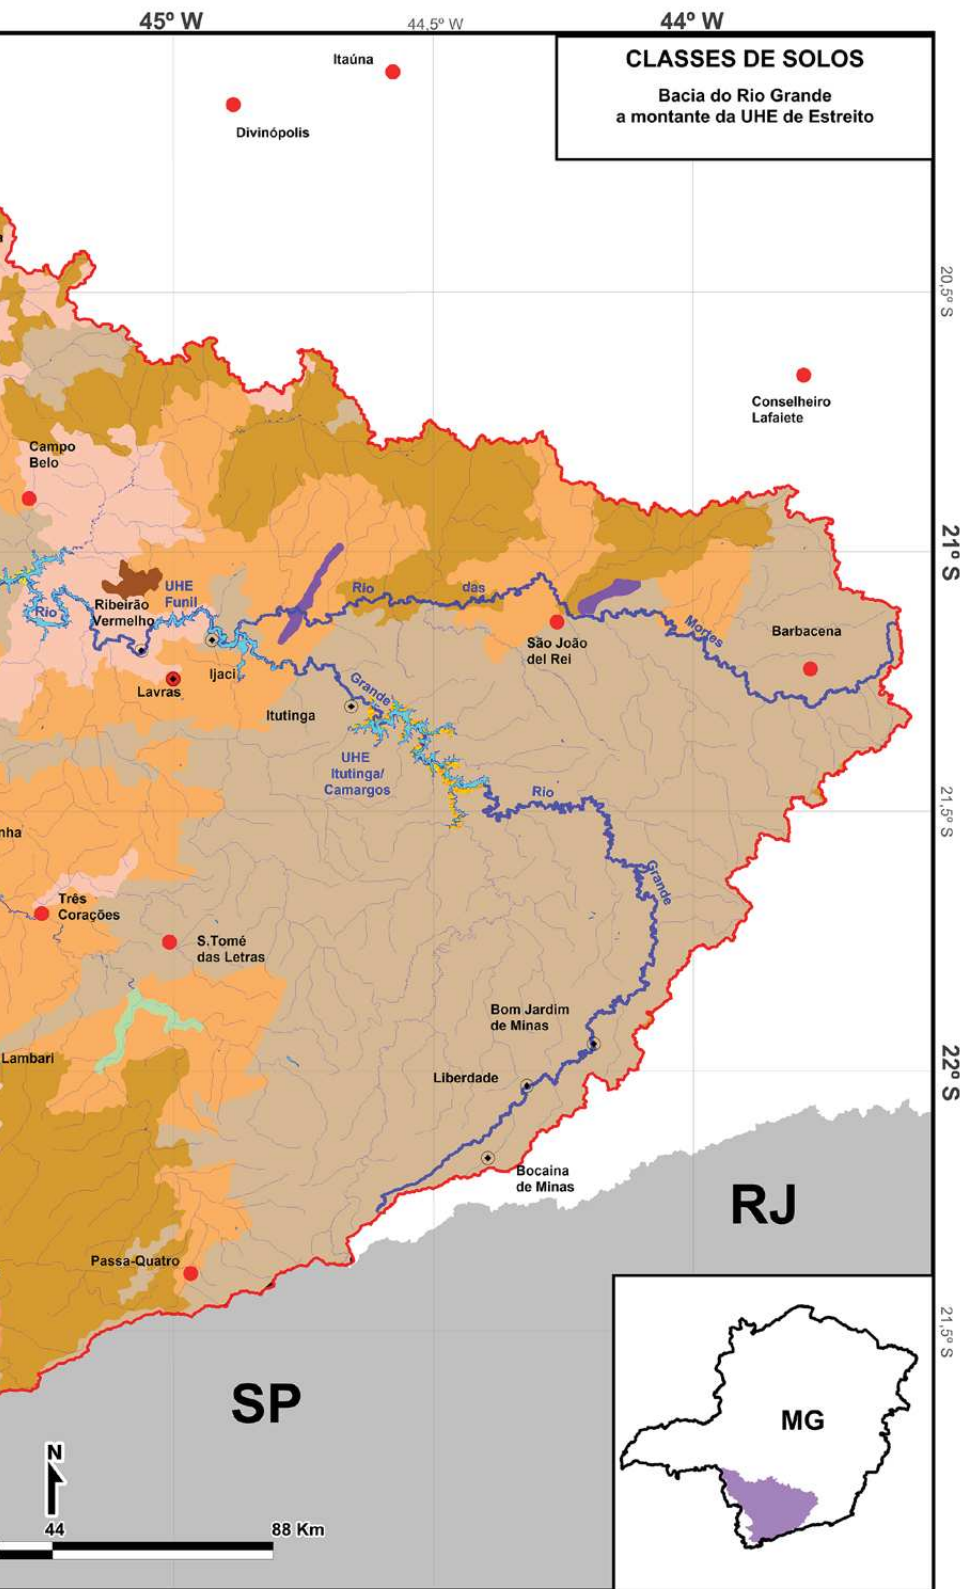 45º W
44,5º W
44º W
CLASSES DE SOLOS
Bacia do Rio Grande
a montante da UHE de Estreito
Itaúna
Divinópolis
20,5º S
Conselheiro
Lafaiete
Campo
Belo
21º S
UHE
Funil
Rio
das
Mortes
Rio
Ribeirão
Vermelho
São João
del Rei
Barbacena
Ijaci
Lavras
Grande
Itutinga
UHE
Itutinga/
Camargos
Rio
21,5º S
nha
Grande
Três
Corações
S.Tomé
das Letras
Bom Jardim
de Minas
Lambari
Liberdade
22º S
Bocaina
de Minas
RJ
Passa-Quatro
21,5º S
SP
MG
N
44
88 Km